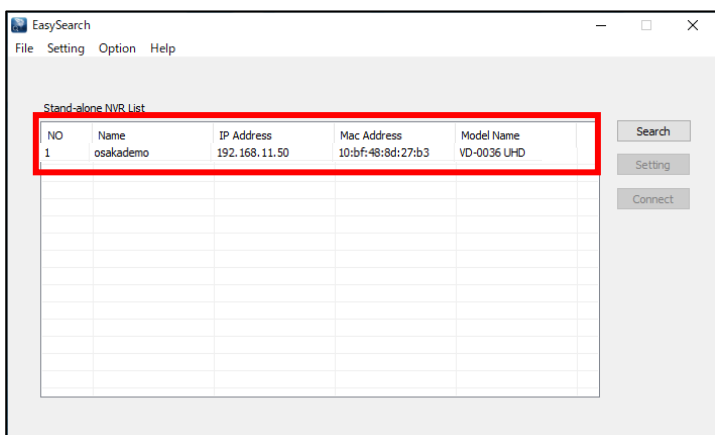 EasySearch
File Setting Option Help
Stand-alone NVR List
NO Name IP Address Mac Address Model Name
1 osakademo 192.168.11.50 10:bf:48:8d:27:b3 VD-0036 UHD
Search
Setting
Connect